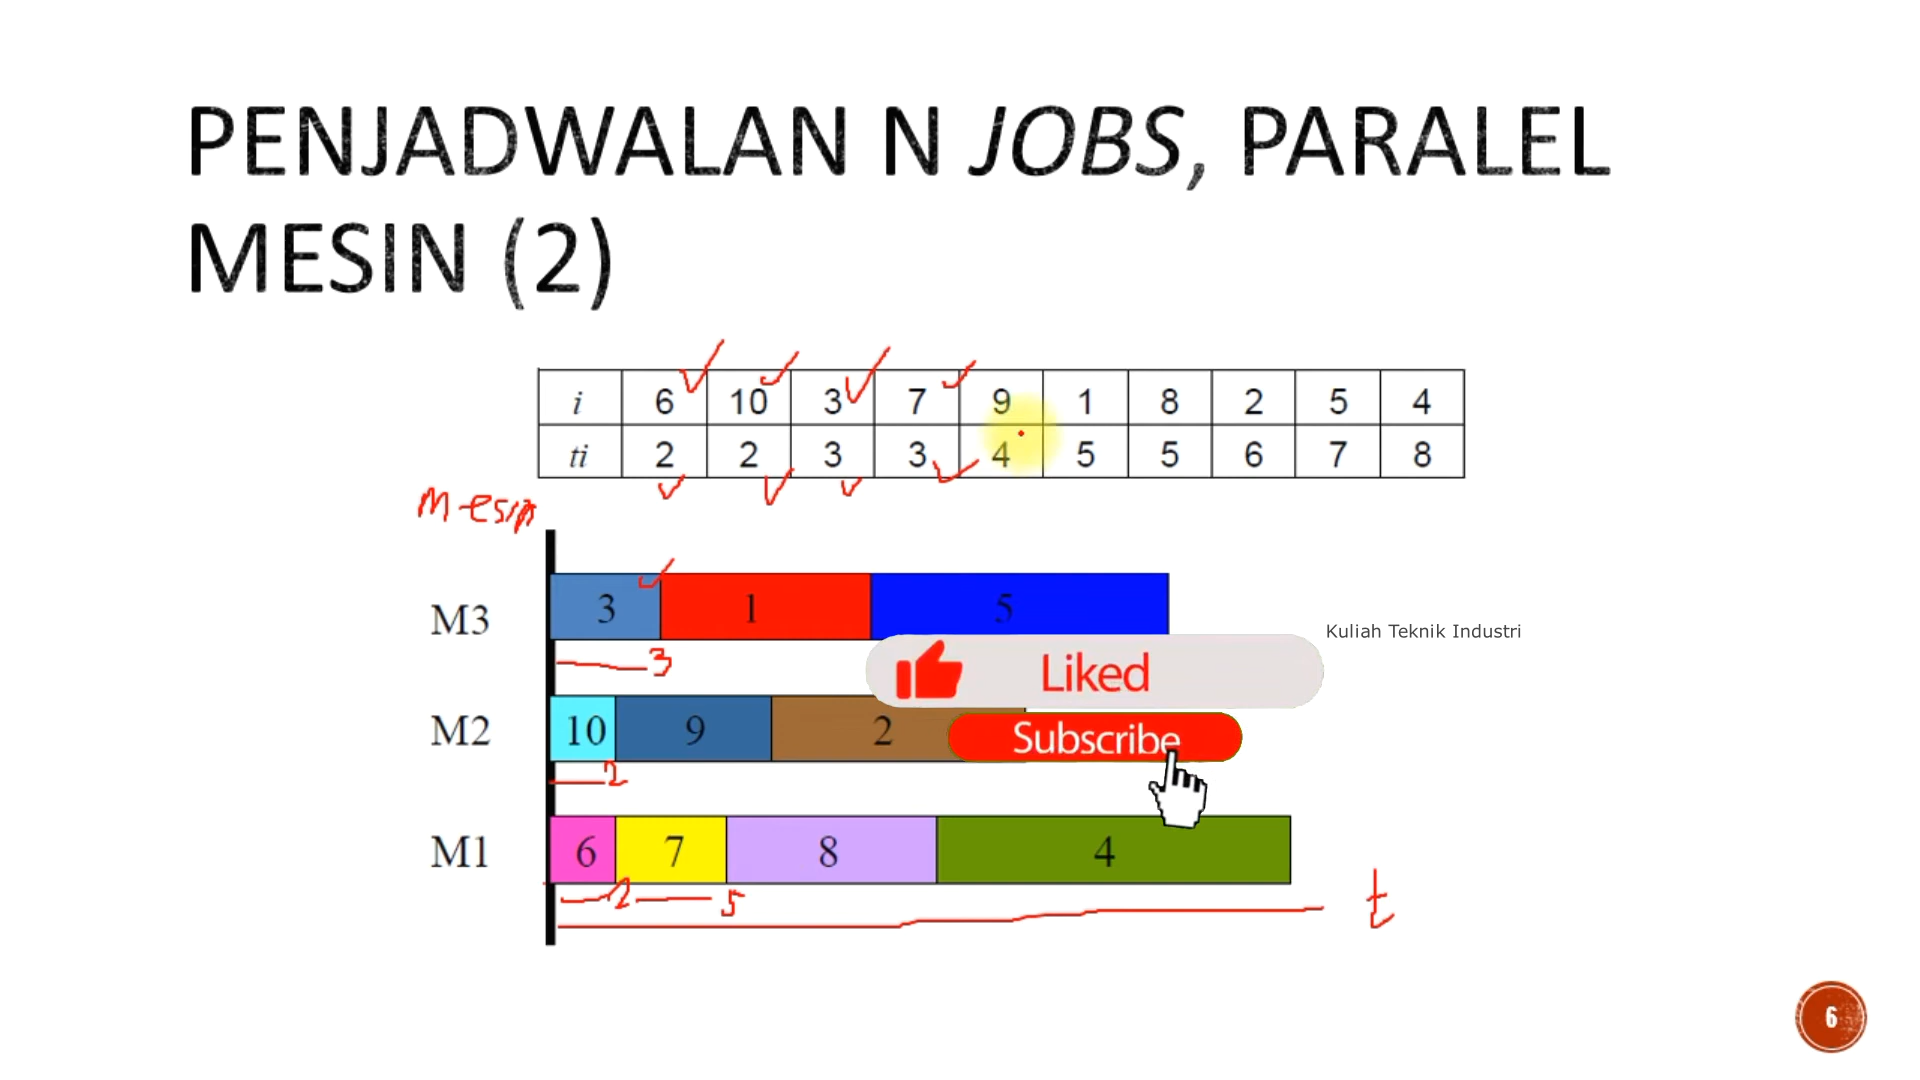 PENJADWALAN N JOBS, PARALEL
MESIN (2)
i 6 10 3 7 9 1 8 2 5 4
ti 2 2 3 3 4 5 5 6 7 8
Mesin
M3 3 1 5
Kuliah Teknik Industri
3
Liked
M2 10 9 2
Subscribe
2
M1 6 7 8 4
2 5
t
6